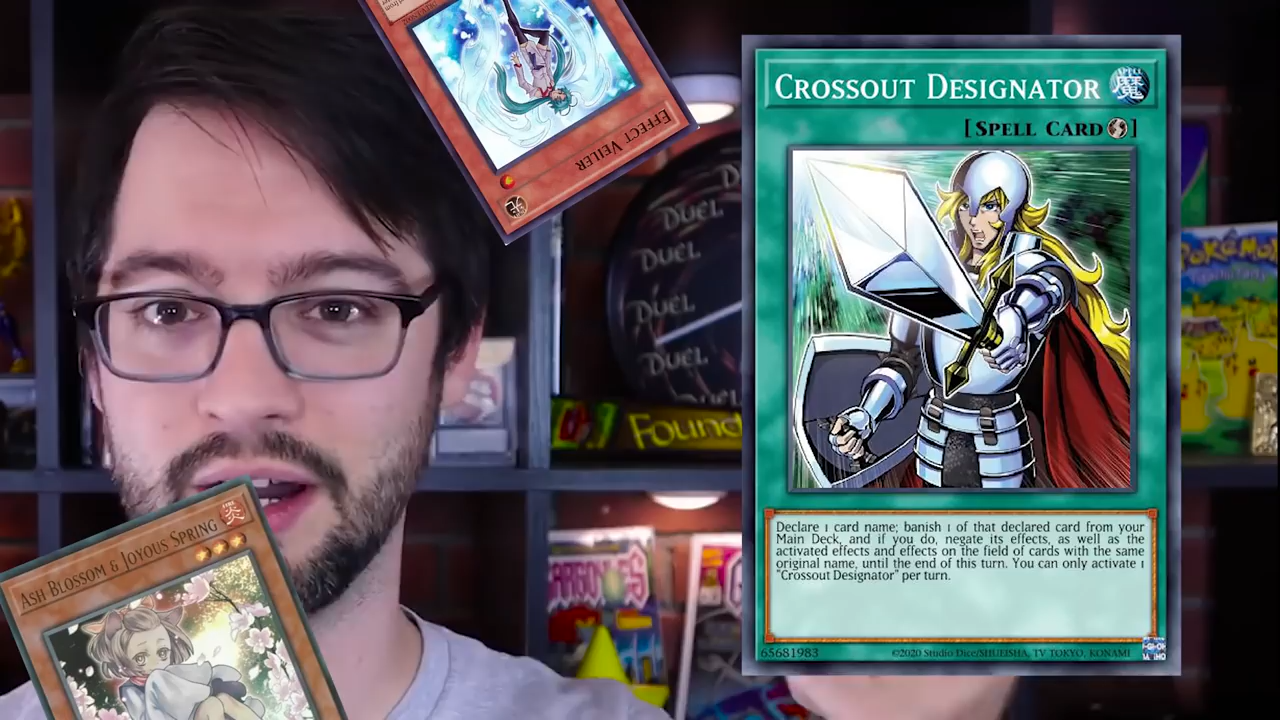 EFFECT VEILER
CROSSOUT DESIGNATOR 魔
[SPELL CARD]
DUEL
DUEL
DUEL
DUEL
POKÉMON
Found
ASH BLOSSOM & JOYOUS SPRING 炎
GARGOYLES
Declare 1 card name; banish 1 of that declared card from your
Main Deck, and if you do, negate its effects, as well as the
activated effects and effects on the field of cards with the same
original name, until the end of this turn. You can only activate 1
"Crossout Designator" per turn.
65681983
©2020 Studio Dice/SHUEISHA, TV TOKYO, KONAMI